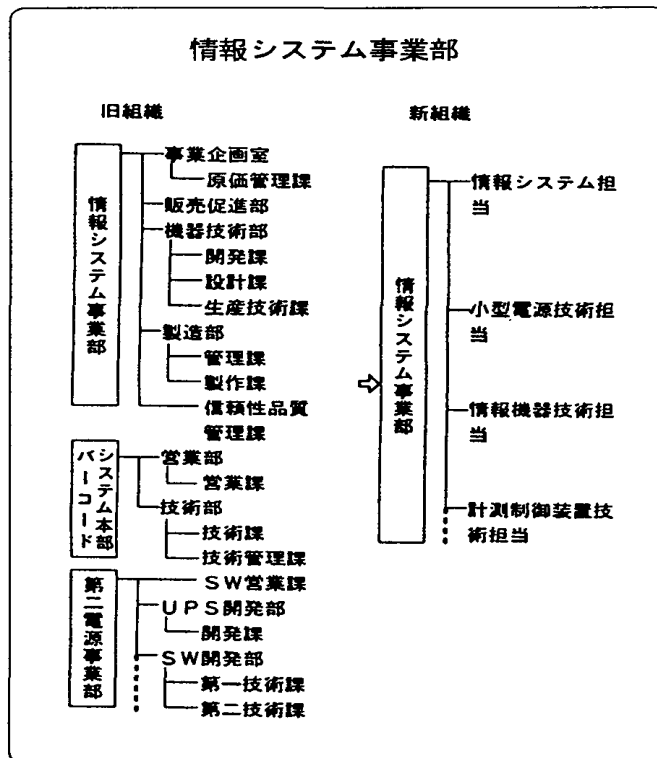 情報システム事業部
旧組織
情報システム事業部
事業企画室
原価管理課
販売促進部
機器技術部
開発課
設計課
生産技術課
製造部
管理課
製作課
信頼性品質
管理課
バーコード
システム本部
営業部
営業課
技術部
技術課
技術管理課
第二電源事業部
SW営業課
UPS開発部
開発課
SW開発部
第一技術課
第二技術課
⇨
新組織
情報システム事業部
情報システム担
当
小型電源技術担
当
情報機器技術担
当
計測制御装置技
術担当